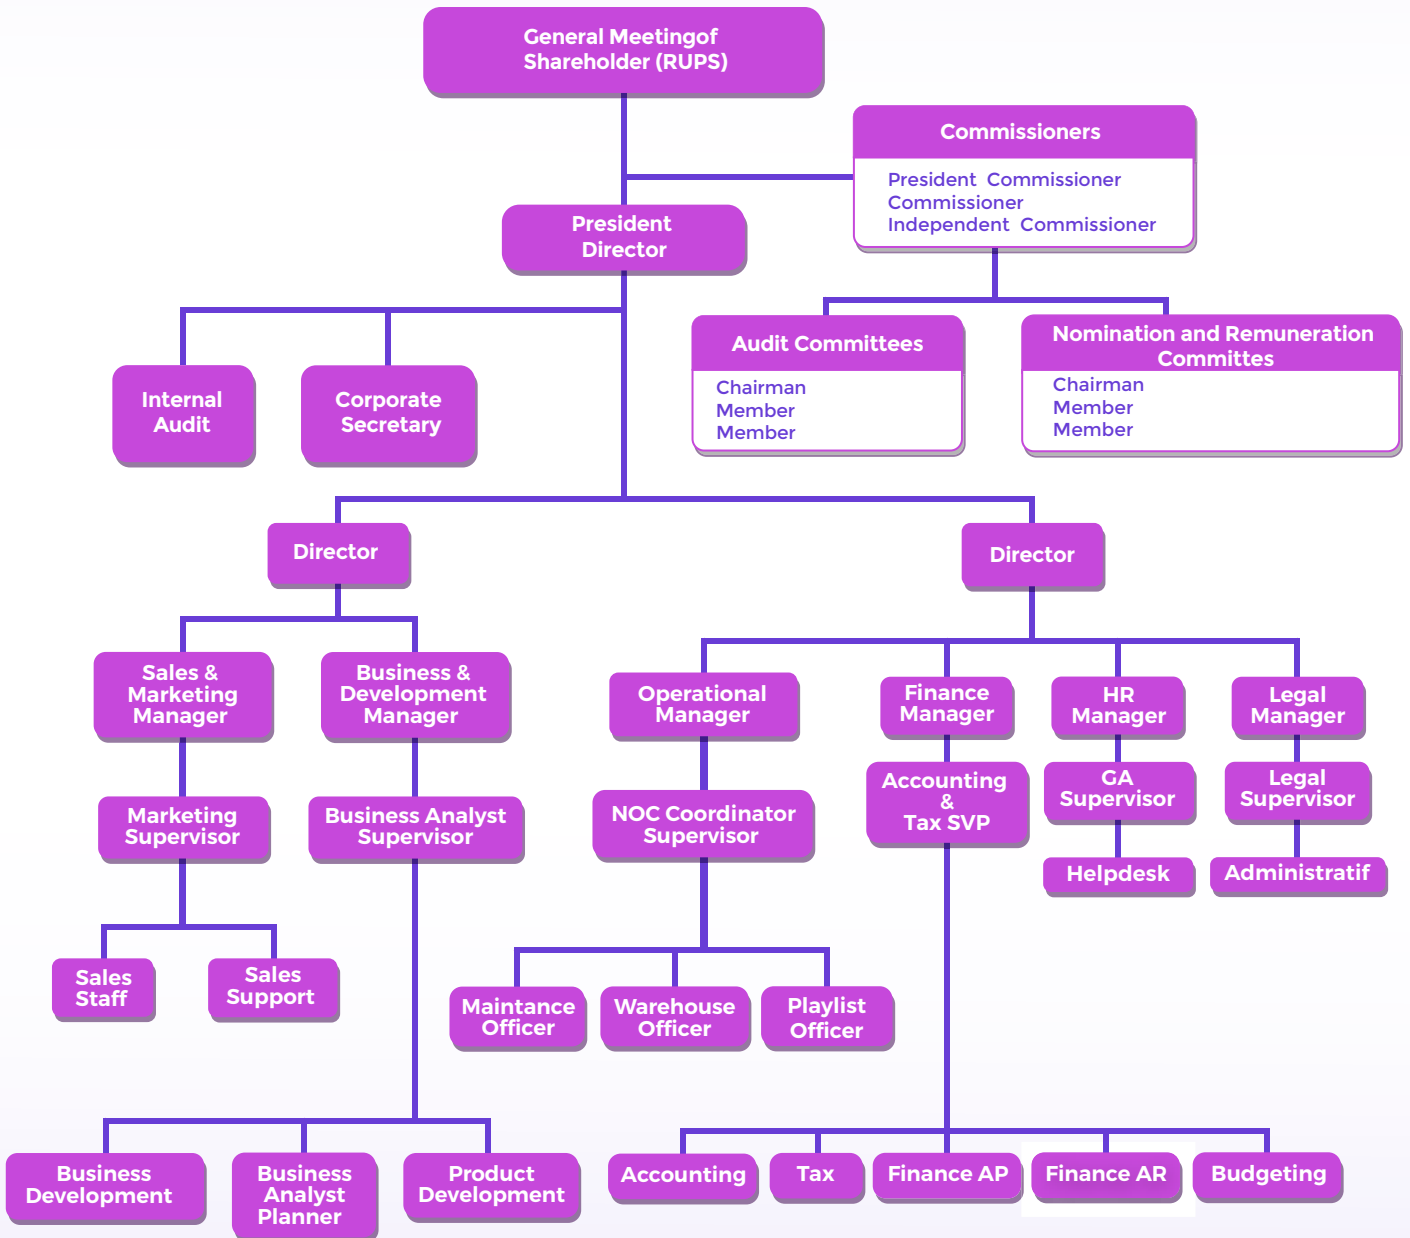 General Meetingof
Shareholder (RUPS)
Commissioners
President Commissioner
Commissioner
Independent Commissioner
President
Director
Audit Committees
Chairman
Member
Member
Nomination and Remuneration
Committes
Chairman
Member
Member
Internal
Audit
Corporate
Secretary
Director
Director
Sales &
Marketing
Manager
Business &
Development
Manager
Operational
Manager
Finance
Manager
HR
Manager
Legal
Manager
Marketing
Supervisor
Business Analyst
Supervisor
NOC Coordinator
Supervisor
Accounting
&
Tax SVP
GA
Supervisor
Legal
Supervisor
Helpdesk
Administratif
Sales
Staff
Sales
Support
Maintance
Officer
Warehouse
Officer
Playlist
Officer
Business
Development
Business
Analyst
Planner
Product
Development
Accounting
Tax
Finance AP
Finance AR
Budgeting